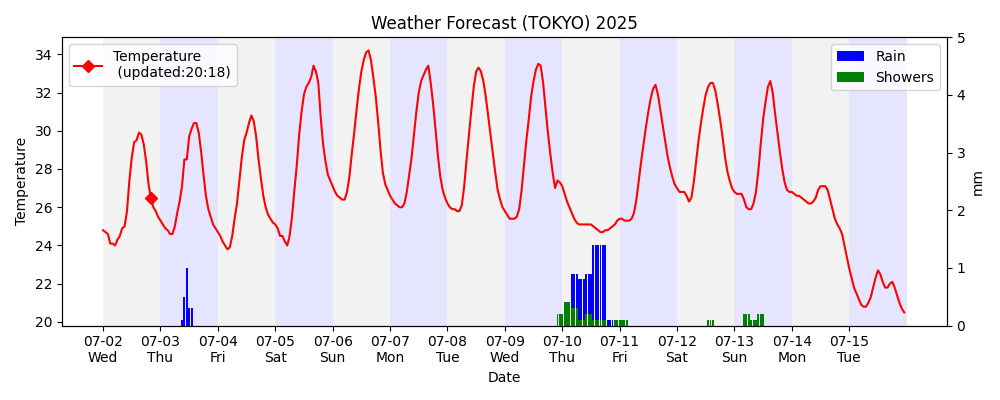 Weather Forecast (TOKYO) 2025
Temperature
(updated:20:18)
Rain
Showers
Temperature
34
32
30
28
26
24
22
20
5
4
3
2
1
0
mm
07-02 07-03 07-04 07-05 07-06 07-07 07-08 07-09 07-10 07-11 07-12 07-13 07-14 07-15
Wed Thu Fri Sat Sun Mon Tue Wed Thu Fri Sat Sun Mon Tue
Date